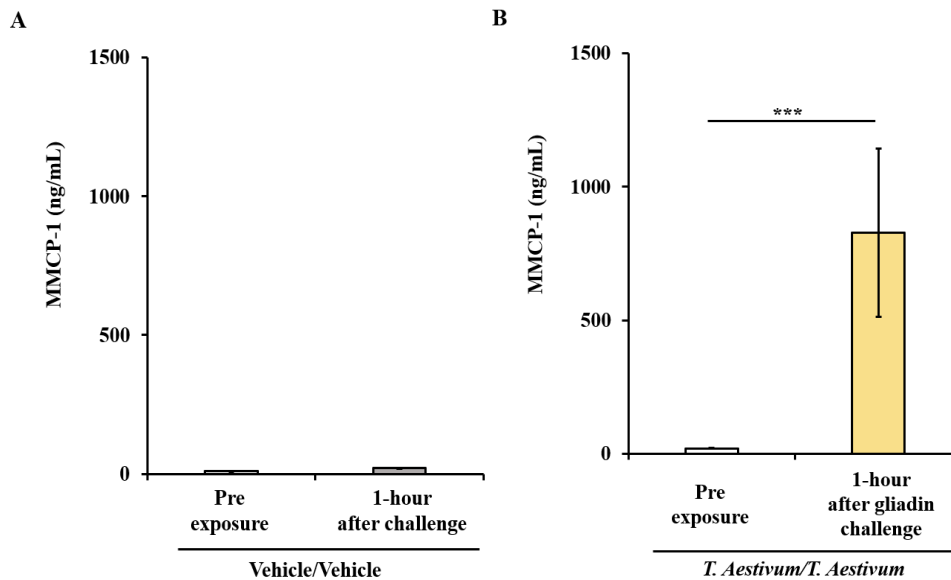 A
MMCP-1 (ng/mL)
1500
1000
500
0
Pre
exposure
1-hour
after challenge
Vehicle/Vehicle
B
MMCP-1 (ng/mL)
1500
1000
500
0
***
Pre
exposure
1-hour
after gliadin
challenge
T. Aestivum/T. Aestivum